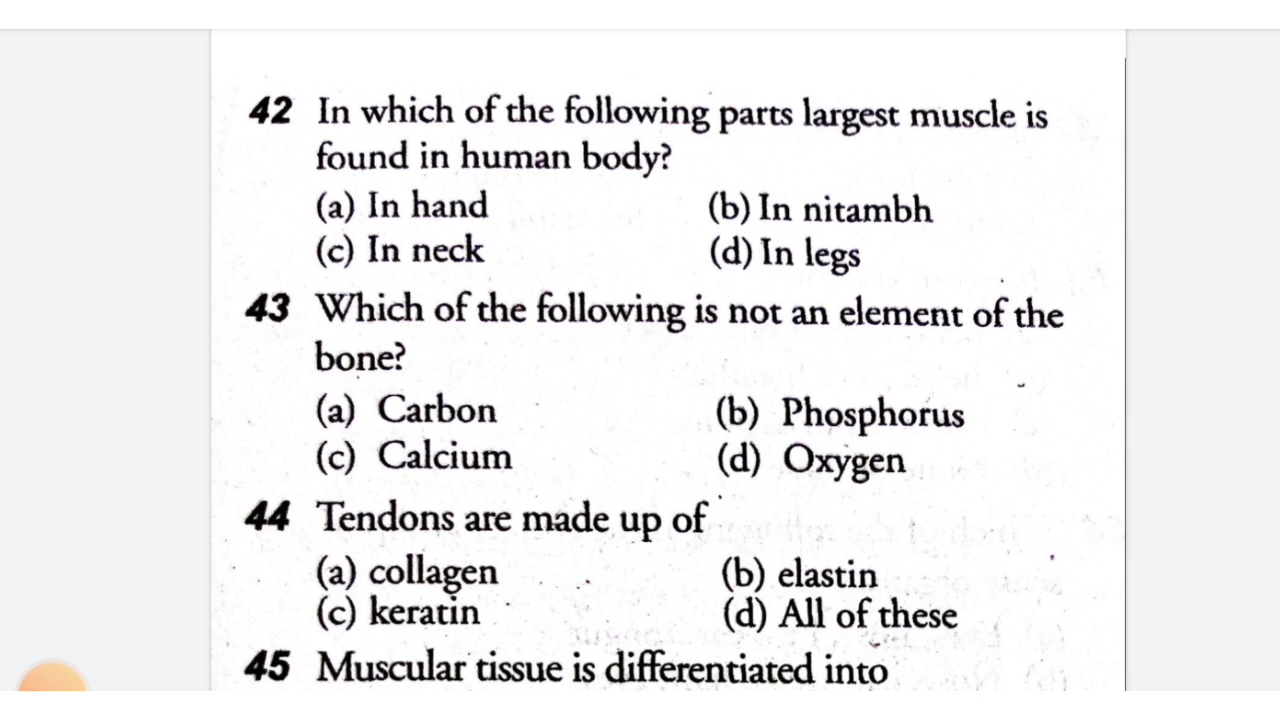 42 In which of the following parts largest muscle is
found in human body?
(a) In hand (b) In nitambh
(c) In neck (d) In legs
43 Which of the following is not an element of the
bone?
(a) Carbon (b) Phosphorus
(c) Calcium (d) Oxygen
44 Tendons are made up of
(a) collagen (b) elastin
(c) keratin (d) All of these
45 Muscular tissue is differentiated into